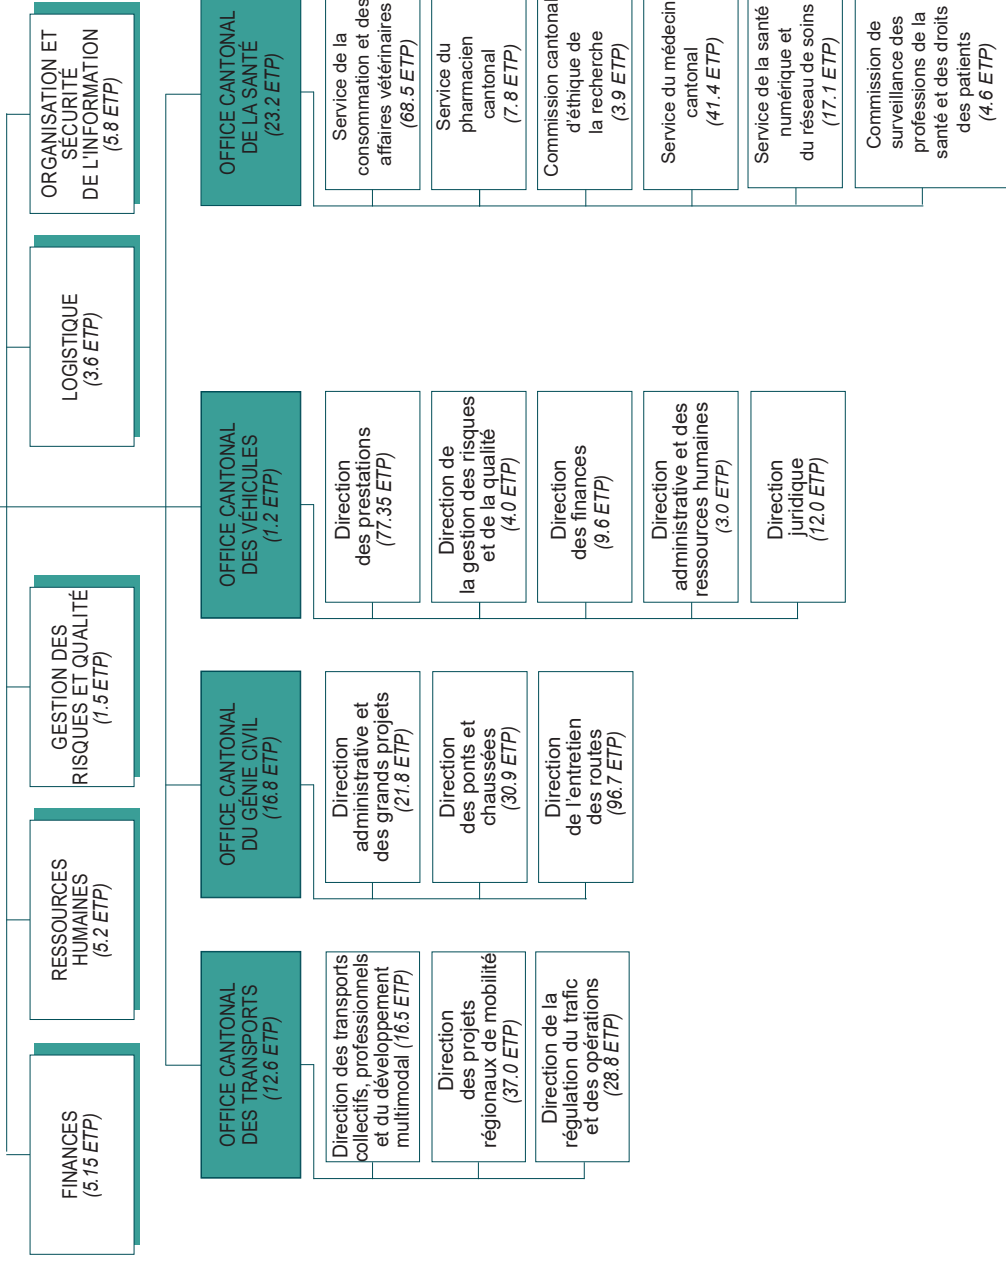 FINANCES
(5.15 ETP)
RESSOURCES
HUMAINES
(5.2 ETP)
GESTION DES
RISQUES ET QUALITÉ
(1.5 ETP)
LOGISTIQUE
(3.6 ETP)
ORGANISATION ET
SÉCURITÉ
DE L'INFORMATION
(5.8 ETP)
OFFICE CANTONAL
DES TRANSPORTS
(12.6 ETP)
Direction des transports
collectifs, professionnels
et du développement
multimodal (16.5 ETP)
Direction
des projets
régionaux de mobilité
(37.0 ETP)
Direction de la
régulation du trafic
et des opérations
(28.8 ETP)
OFFICE CANTONAL
DU GÉNIE CIVIL
(16.8 ETP)
Direction
administrative et
des grands projets
(21.8 ETP)
Direction
des ponts et
chaussées
(30.9 ETP)
Direction
de l'entretien
des routes
(96.7 ETP)
OFFICE CANTONAL
DES VÉHICULES
(1.2 ETP)
Direction
des prestations
(77.35 ETP)
Direction de
la gestion des risques
et de la qualité
(4.0 ETP)
Direction
des finances
(9.6 ETP)
Direction
administrative et des
ressources humaines
(3.0 ETP)
Direction
juridique
(12.0 ETP)
OFFICE CANTONAL
DE LA SANTÉ
(23.2 ETP)
Service de la
consommation et des
affaires vétérinaires
(68.5 ETP)
Service du
pharmacien
cantonal
(7.8 ETP)
Commission cantonal
d'éthique de
la recherche
(3.9 ETP)
Service du médecin
cantonal
(41.4 ETP)
Service de la santé
numérique et
du réseau de soins
(17.1 ETP)
Commission de
surveillance des
professions de la
santé et des droits
des patients
(4.6 ETP)